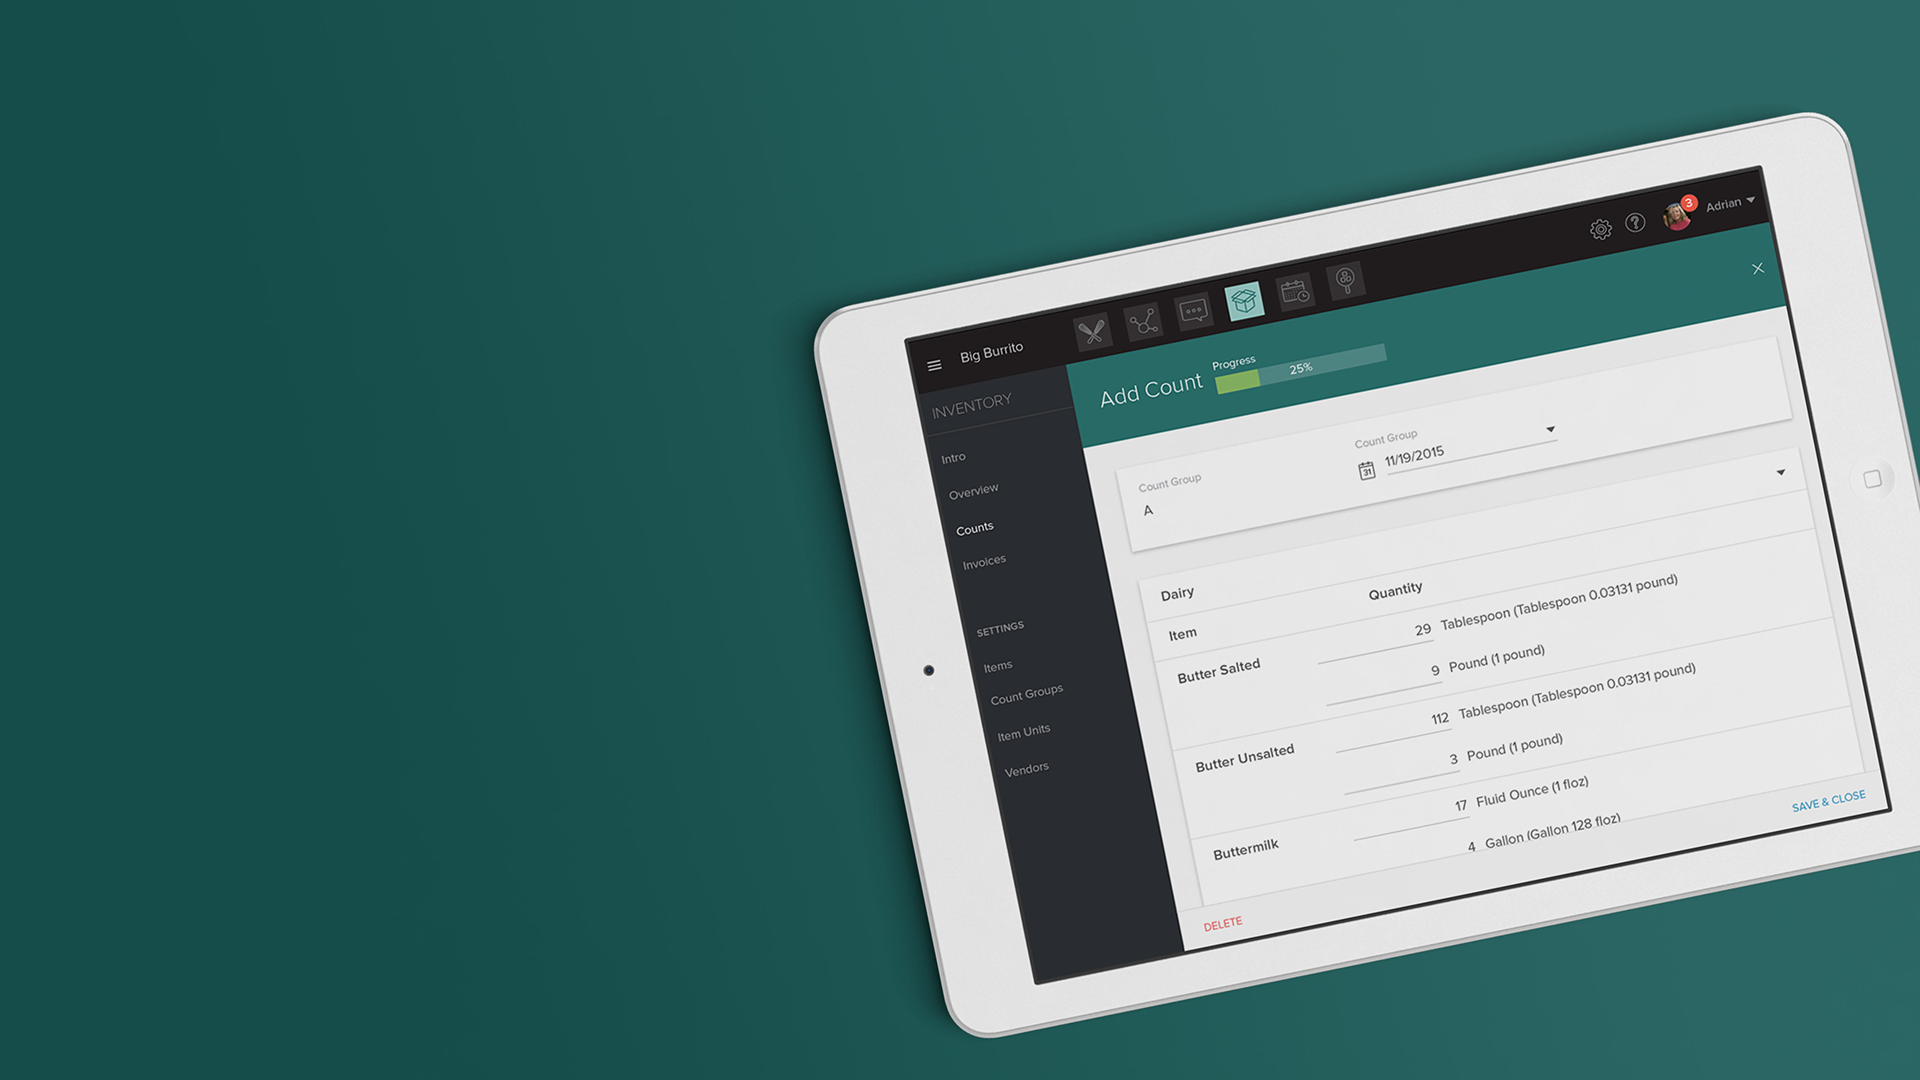 Big Burrito
3
Adrian
INVENTORY
Intro
Overview
Counts
Invoices
SETTINGS
Items
Count Groups
Item Units
Vendors
Add Count
Progress
25%
Count Group
A
Count Group
31
11/19/2015
Dairy
Item Quantity
Butter Salted 29 Tablespoon (Tablespoon 0.03131 pound)
9 Pound (1 pound)
Butter Unsalted 112 Tablespoon (Tablespoon 0.03131 pound)
3 Pound (1 pound)
Buttermilk 17 Fluid Ounce (1 floz)
4 Gallon (Gallon 128 floz)
DELETE
SAVE & CLOSE